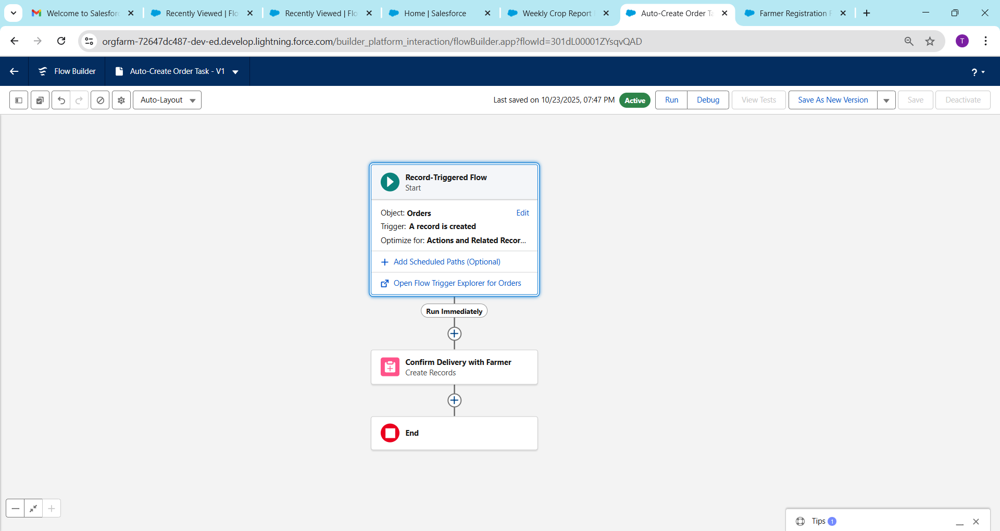 Welcome to Salesforc
Recently Viewed | Flo
Recently Viewed | Flo
Home | Salesforce
Weekly Crop Report
Auto-Create Order Ta
Farmer Registration F
orgfarm-72647dc487-dev-ed.develop.lightning.force.com/builder_platform_interaction/flowBuilder.app?flowId=301dL00001ZYsqvQAD
T
Flow Builder
Auto-Create Order Task - V1
?
Auto-Layout
Last saved on 10/23/2025, 07:47 PM
Active
Run
Debug
View Tests
Save As New Version
Save
Deactivate
Record-Triggered Flow
Start
Object: Orders
Edit
Trigger: A record is created
Optimize for: Actions and Related Recor...
Add Scheduled Paths (Optional)
Open Flow Trigger Explorer for Orders
Run Immediately
Confirm Delivery with Farmer
Create Records
End
Tips 1